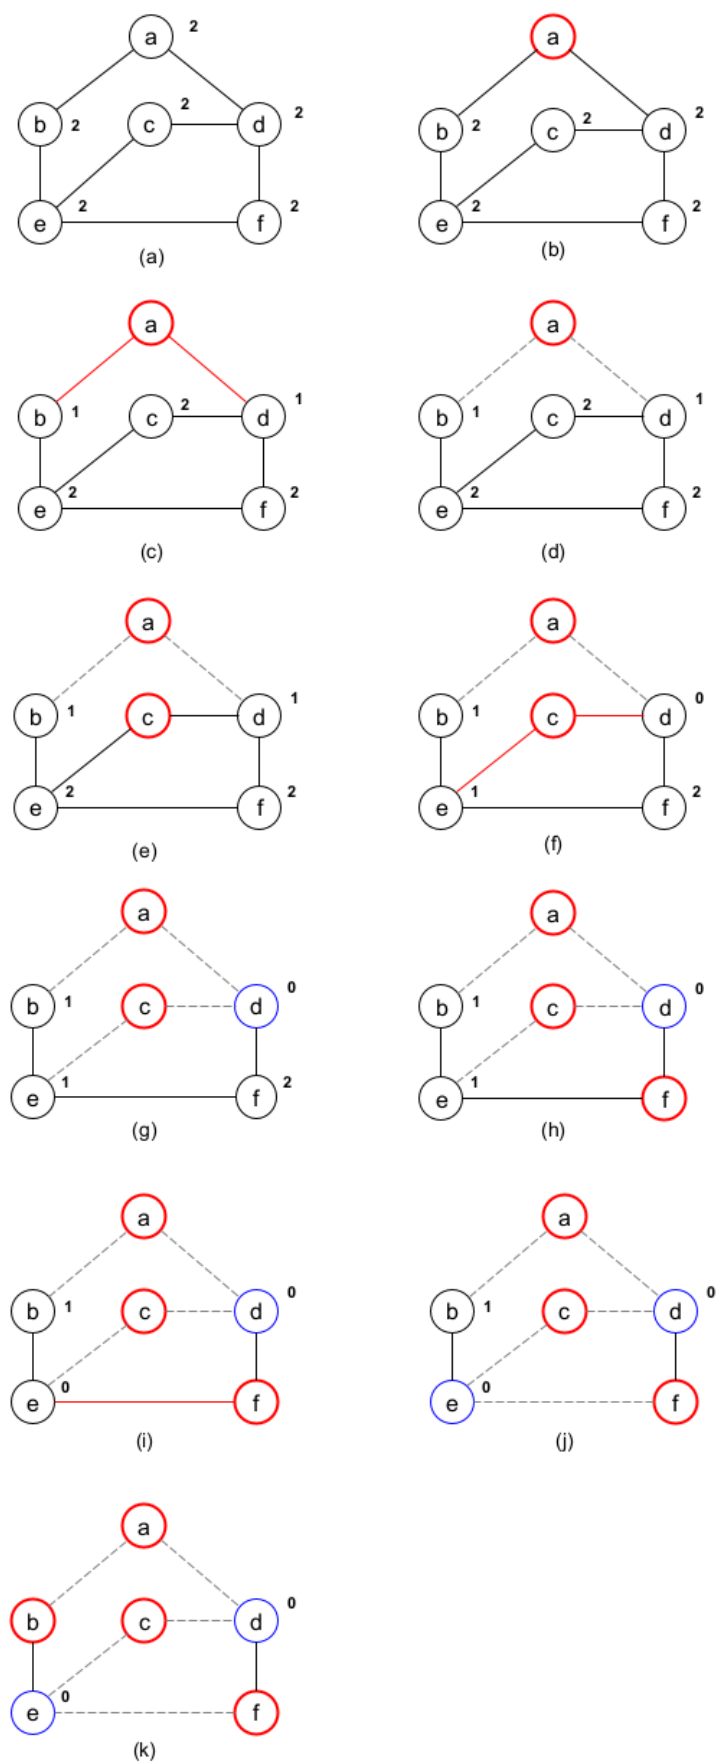 a 2 a
b 2 c 2 d 2 b 2 c 2 d 2
e 2 f 2 e 2 f 2
(a) (b)
a a
b 1 c 2 d 1 b 1 c 2 d 1
e 2 f 2 e 2 f 2
(c) (d)
a a
b 1 c d 1 b 1 c d 0
e 2 f 2 e 1 f 2
(e) (f)
a a
b 1 c d 0 b 1 c d 0
e 1 f 2 e 1 f
(g) (h)
a a
b 1 c d 0 b 1 c d 0
e 0 f e 0 f
(i) (j)
a
b c d 0
e 0 f
(k)